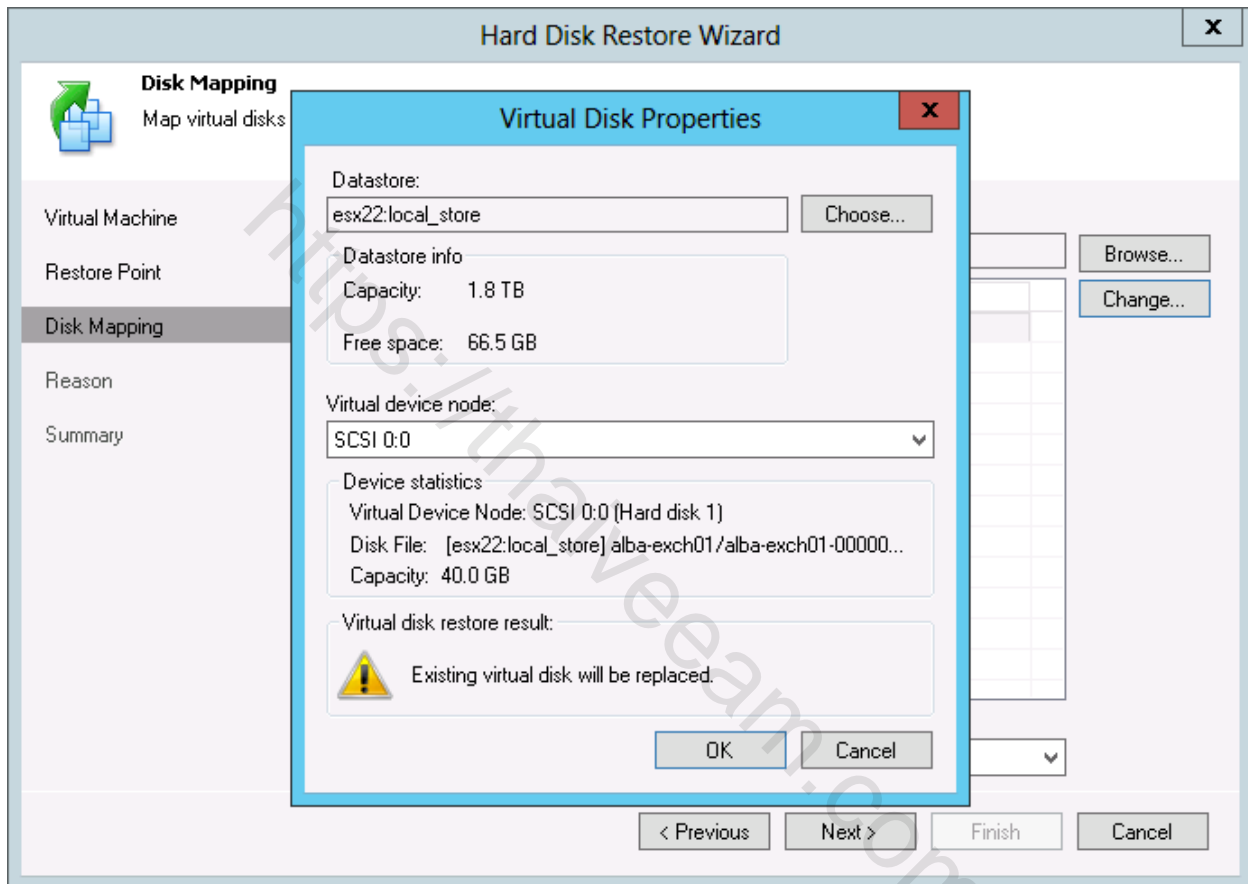 Hard Disk Restore Wizard
x
Disk Mapping
Map virtual disks
Virtual Disk Properties
x
Datastore:
esx22:local_store
Choose...
Datastore info
Capacity: 1.8 TB
Free space: 66.5 GB
Virtual device node:
SCSI 0:0
Device statistics
Virtual Device Node: SCSI 0:0 (Hard disk 1)
Disk File: [esx22:local_store] alba-exch01/alba-exch01-00000...
Capacity: 40.0 GB
Virtual disk restore result:
Existing virtual disk will be replaced.
OK
Cancel
Virtual Machine
Restore Point
Disk Mapping
Reason
Summary
Browse...
Change...
< Previous
Next >
Finish
Cancel
https://thaiveeam.com